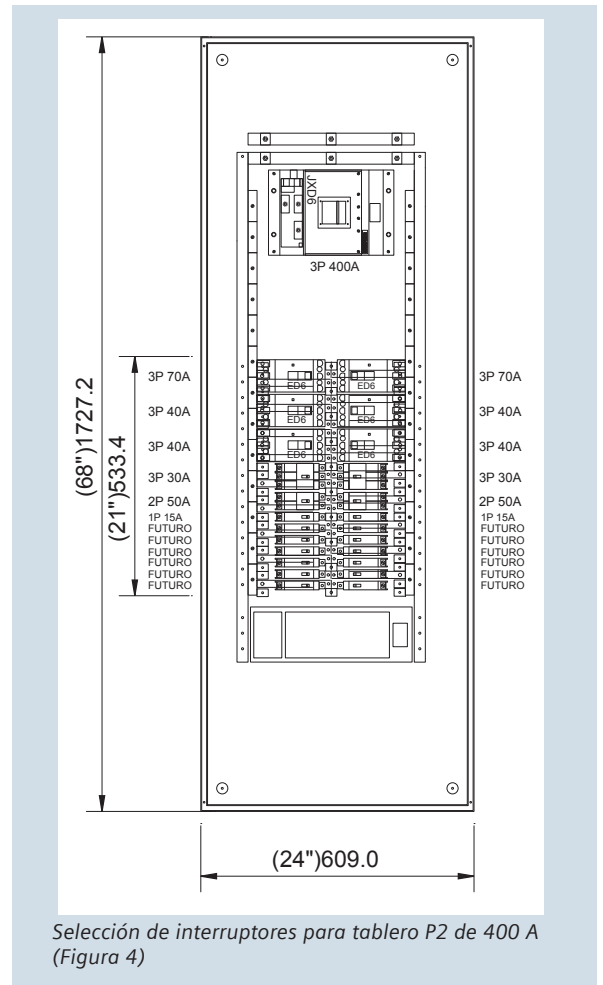 JXD6
3P 400A
3P 70A
ED6
ED6
3P 70A
3P 40A
ED6
ED6
3P 40A
3P 40A
ED6
ED6
3P 40A
3P 30A
3P 30A
2P 50A
2P 50A
1P 15A
1P 15A
FUTURO
FUTURO
FUTURO
FUTURO
FUTURO
FUTURO
FUTURO
FUTURO
FUTURO
FUTURO
FUTURO
FUTURO
(68")1727.2
(21")533.4
(24")609.0
Selección de interruptores para tablero P2 de 400 A
(Figura 4)